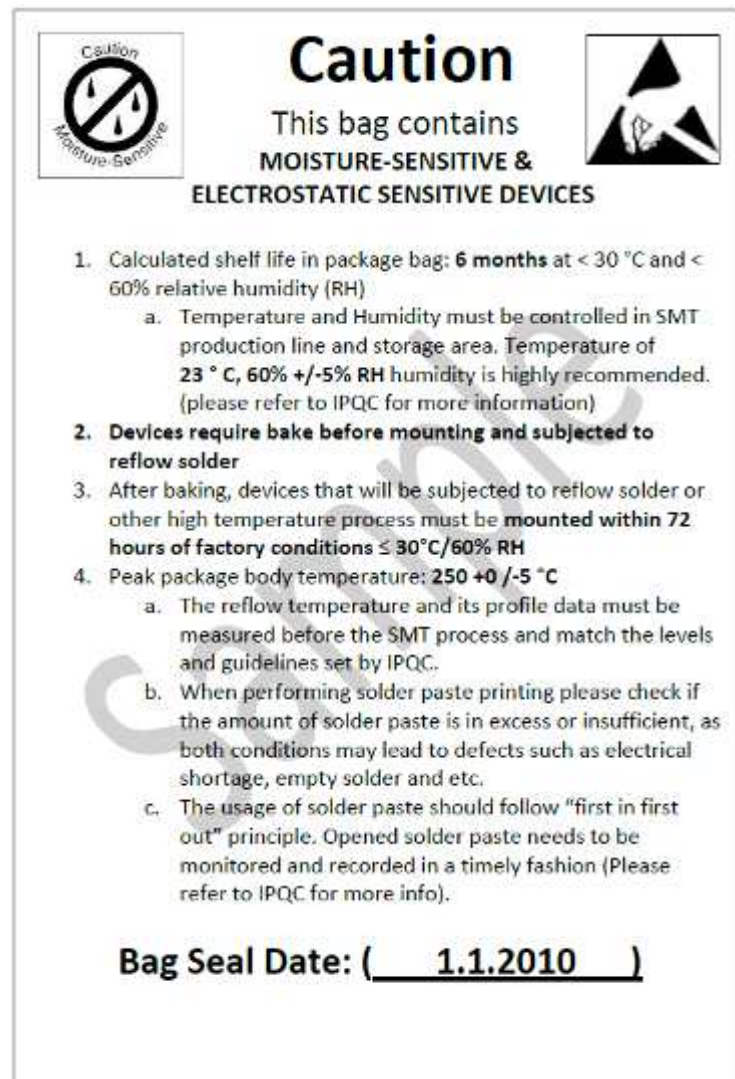 Caution
Moisture-Sensitive
Caution
This bag contains
MOISTURE-SENSITIVE &
ELECTROSTATIC SENSITIVE DEVICES
1. Calculated shelf life in package bag: 6 months at < 30 °C and <
60% relative humidity (RH)
a. Temperature and Humidity must be controlled in SMT
production line and storage area. Temperature of
23 ° C, 60% +/-5% RH humidity is highly recommended.
(please refer to IPQC for more information)
2. Devices require bake before mounting and subjected to
reflow solder
3. After baking, devices that will be subjected to reflow solder or
other high temperature process must be mounted within 72
hours of factory conditions ≤ 30°C/60% RH
4. Peak package body temperature: 250 +0 /-5 °C
a. The reflow temperature and its profile data must be
measured before the SMT process and match the levels
and guidelines set by IPQC.
b. When performing solder paste printing please check if
the amount of solder paste is in excess or insufficient, as
both conditions may lead to defects such as electrical
shortage, empty solder and etc.
c. The usage of solder paste should follow “first in first
out” principle. Opened solder paste needs to be
monitored and recorded in a timely fashion (Please
refer to IPQC for more info).
Bag Seal Date: ( 1.1.2010 )
Sample